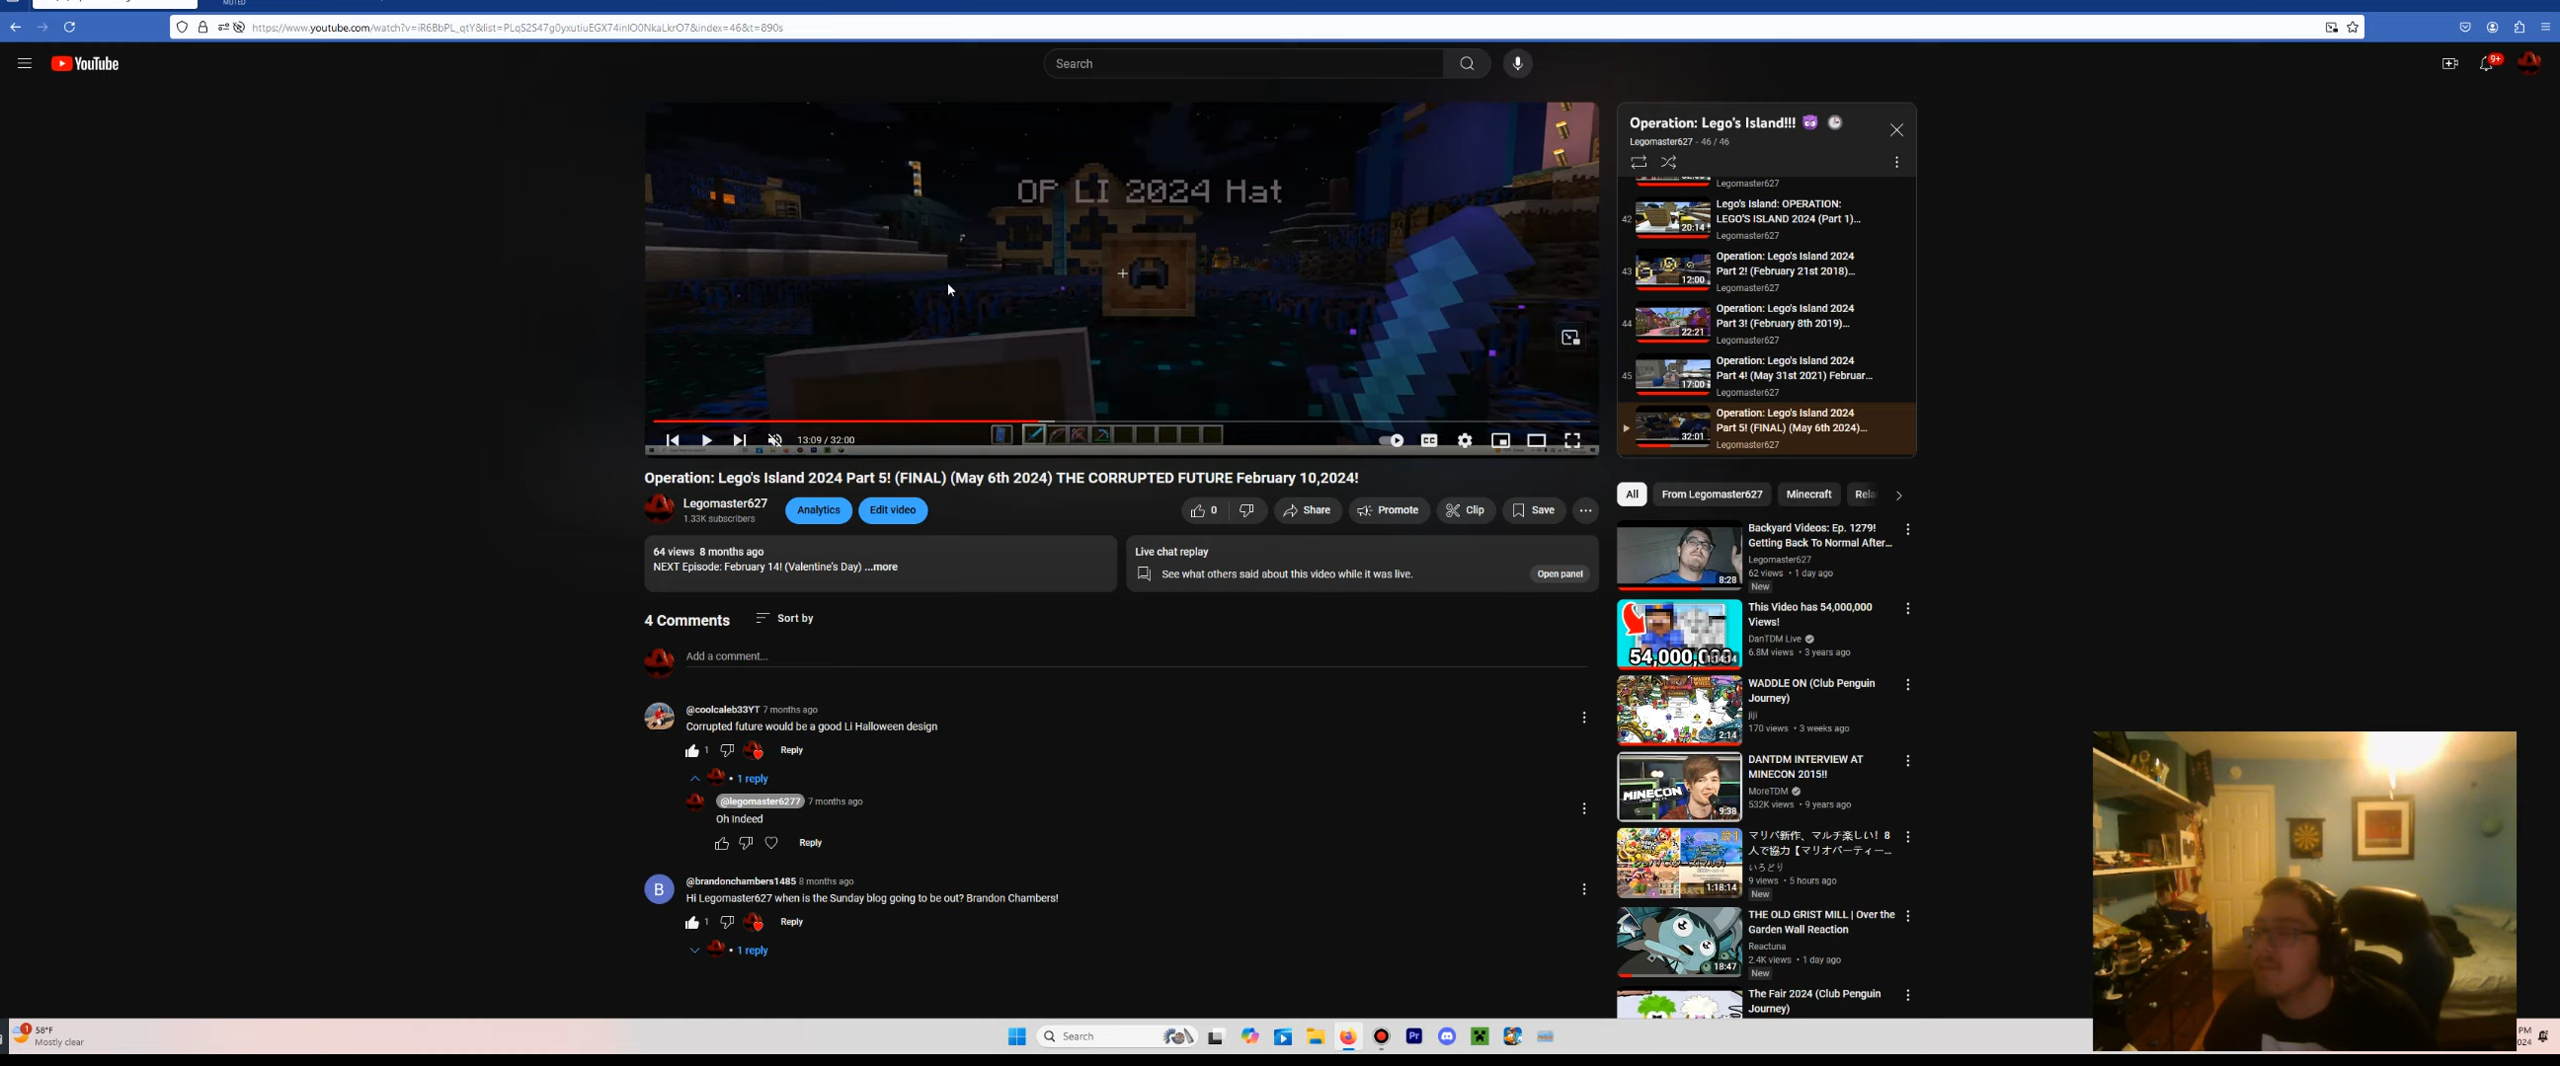 MUTED
https://www.youtube.com/watch?v=iR6BbPL_qtY&list=PLqS2S47g0yxutiuEGX74inIO0NkaLkrO7&index=46&t=890s
YouTube
Search
9+
OP LI 2024 Hat
13:09 / 32:00
CC
Operation: Lego's Island!!! 😈 🕒
Legomaster627 - 46 / 46
Legomaster627
42
Lego's Island: OPERATION:
LEGO'S ISLAND 2024 (Part 1)...
20:14
Legomaster627
43
Operation: Lego's Island 2024
Part 2! (February 21st 2018)...
12:00
Legomaster627
44
Operation: Lego's Island 2024
Part 3! (February 8th 2019)...
22:21
Legomaster627
45
Operation: Lego's Island 2024
Part 4! (May 31st 2021) Februar...
17:00
Legomaster627
Operation: Lego's Island 2024
Part 5! (FINAL) (May 6th 2024)...
32:01
Legomaster627
Operation: Lego's Island 2024 Part 5! (FINAL) (May 6th 2024) THE CORRUPTED FUTURE February 10,2024!
Legomaster627
1.33K subscribers
Analytics
Edit video
0
Share
Promote
Clip
Save
64 views 8 months ago
NEXT Episode: February 14! (Valentine's Day) ...more
Live chat replay
See what others said about this video while it was live.
Open panel
4 Comments
Sort by
Add a comment...
@coolcaleb33YT 7 months ago
Corrupted future would be a good Li Halloween design
1
Reply
• 1 reply
@legomaster6277 7 months ago
Oh Indeed
Reply
B
@brandonchambers1485 8 months ago
Hi Legomaster627 when is the Sunday blog going to be out? Brandon Chambers!
1
Reply
• 1 reply
All
From Legomaster627
Minecraft
Rela
Backyard Videos: Ep. 1279!
Getting Back To Normal After...
Legomaster627
62 views • 1 day ago
New
8:28
This Video has 54,000,000
Views!
DanTDM Live
6.8M views • 3 years ago
1:14:14
WADDLE ON (Club Penguin
Journey)
jiji
170 views • 3 weeks ago
2:14
DANTDM INTERVIEW AT
MINECON 2015!!
MoreTDM
532K views • 9 years ago
MINECON
9:38
マリパ新作、マルチ楽しい！８
人で協力【マリオパーティー...
いろどり
9 views • 5 hours ago
New
1:18:14
THE OLD GRIST MILL | Over the
Garden Wall Reaction
Reactuna
2.4K views • 1 day ago
New
18:47
The Fair 2024 (Club Penguin
Journey)
1
58°F
Mostly clear
Search
Pr
PM
024